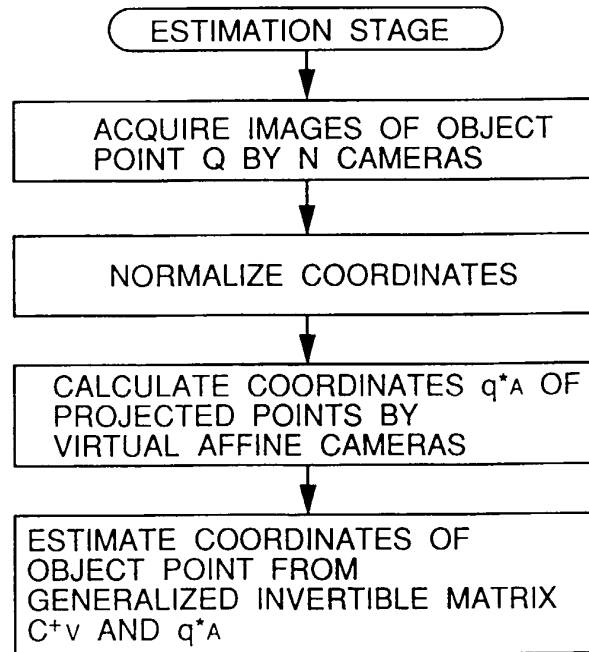 ESTIMATION STAGE
ACQUIRE IMAGES OF OBJECT
POINT Q BY N CAMERAS
NORMALIZE COORDINATES
CALCULATE COORDINATES q*A OF
PROJECTED POINTS BY
VIRTUAL AFFINE CAMERAS
ESTIMATE COORDINATES OF
OBJECT POINT FROM
GENERALIZED INVERTIBLE MATRIX
C+V AND q*A